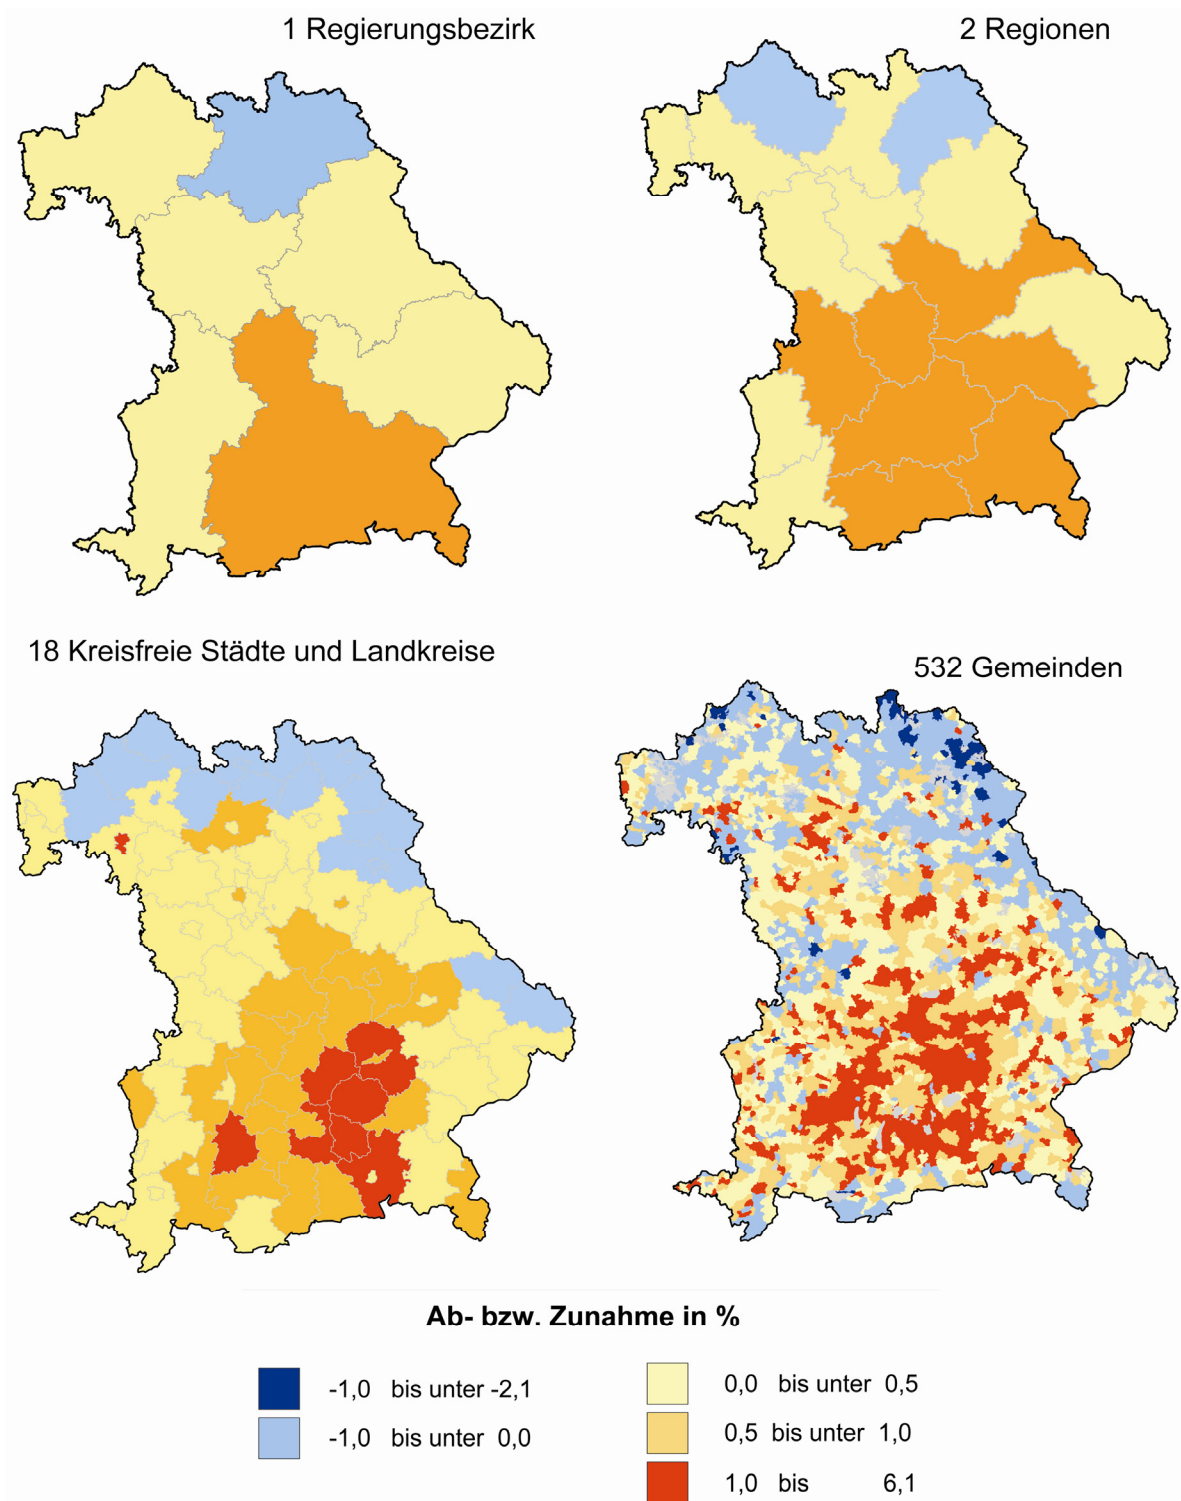 1 Regierungsbezirk
2 Regionen
18 Kreisfreie Städte und Landkreise
532 Gemeinden
Ab- bzw. Zunahme in %
-1,0 bis unter -2,1
-1,0 bis unter 0,0
0,0 bis unter 0,5
0,5 bis unter 1,0
1,0 bis 6,1